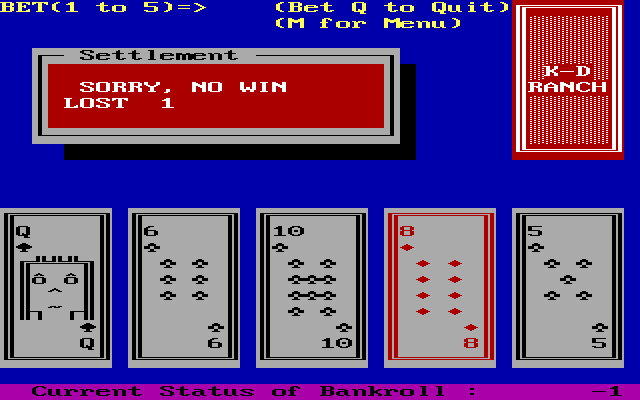 BET(1 to 5)=> (Bet Q to Quit)
(M for Menu)
Settlement
SORRY, NO WIN
LOST 1
K-D
RANCH
Q 6 10 8 5
Q 6 10 8 5
Current Status of Bankroll : -1